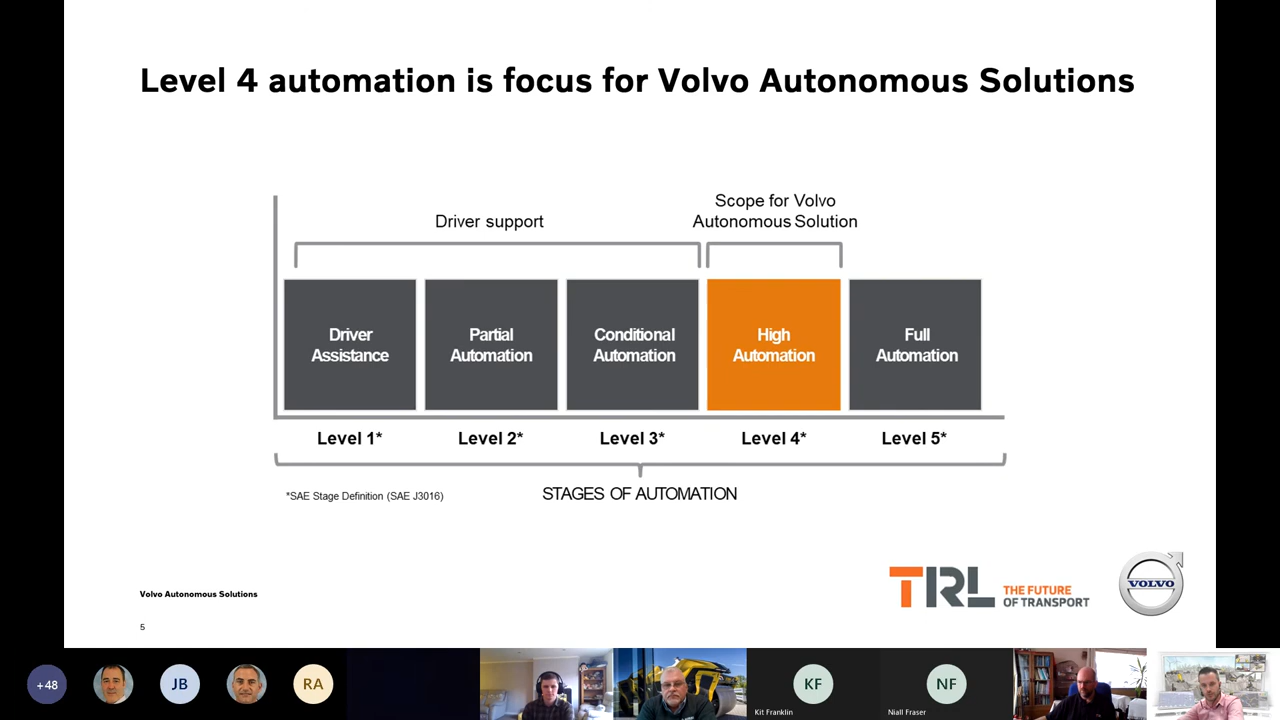 Level 4 automation is focus for Volvo Autonomous Solutions
Scope for Volvo
Autonomous Solution
Driver support
Driver
Assistance
Partial
Automation
Conditional
Automation
High
Automation
Full
Automation
Level 1*
Level 2*
Level 3*
Level 4*
Level 5*
*SAE Stage Definition (SAE J3016)
STAGES OF AUTOMATION
Volvo Autonomous Solutions
5
TRL
THE FUTURE
OF TRANSPORT
VOLVO
+48
JB
RA
KF
Kit Franklin
NF
Niall Fraser